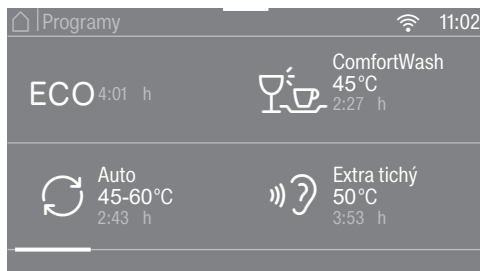 Programy 11:02
ECO 4:01 h
ComfortWash
45°C
2:27 h
Auto
45-60°C
2:43 h
Extra tichý
50°C
3:53 h